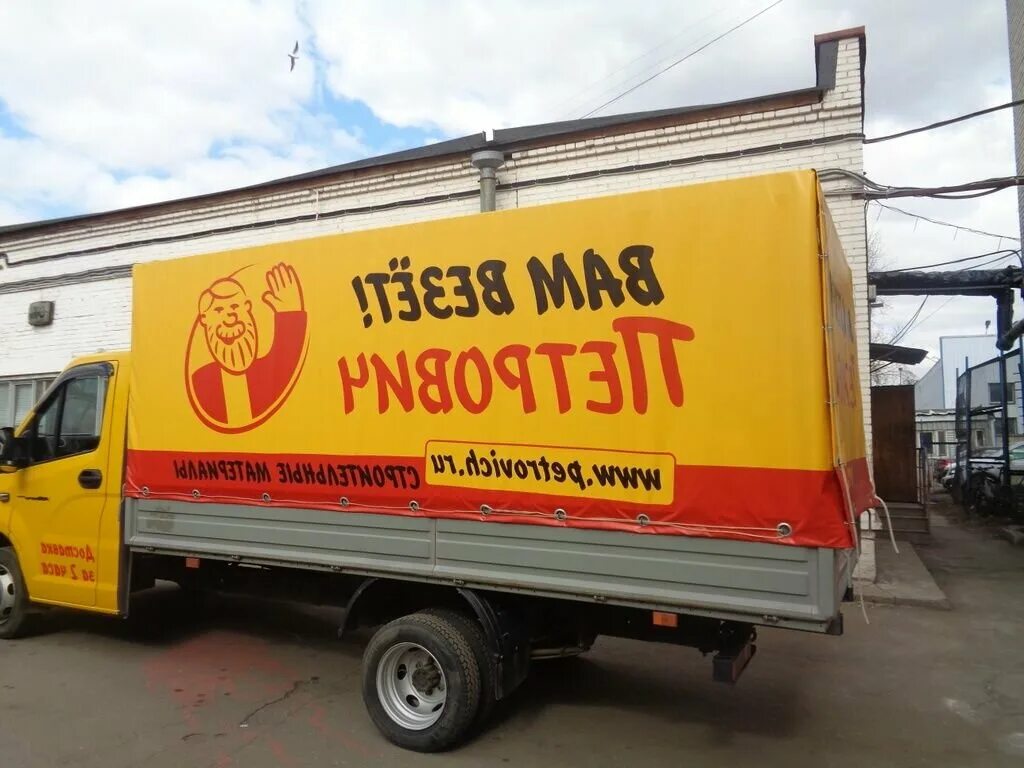 ВАМ ВЕЗЁТ!
ПЕТРОВИЧ
www.petrovich.ru
СТРОИТЕЛЬНЫЕ МАТЕРИАЛЫ
Доставка
за 2 часа